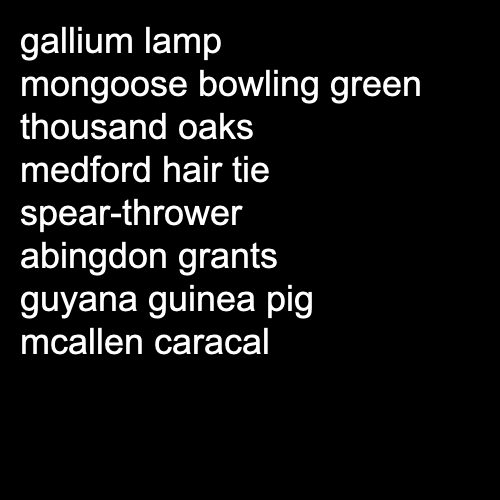 gallium lamp
mongoose bowling green
thousand oaks
medford hair tie
spear-thrower
abingdon grants
guyana guinea pig
mcallen caracal